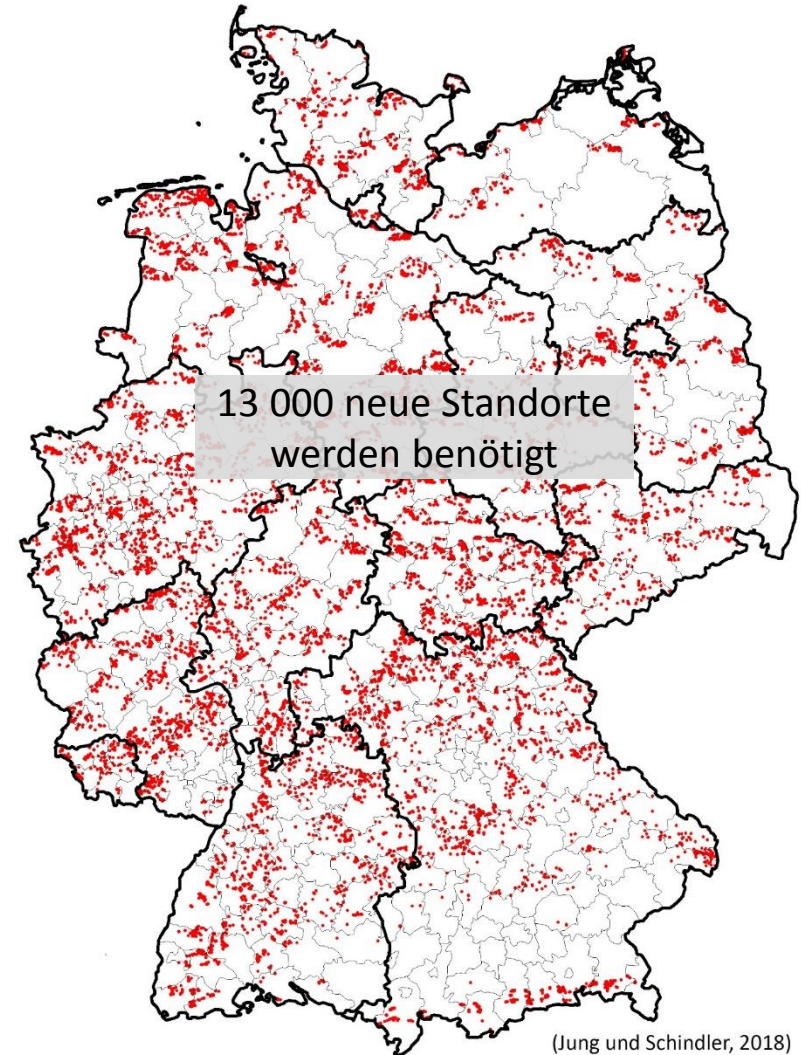 13 000 neue Standorte
werden benötigt
(Jung und Schindler, 2018)